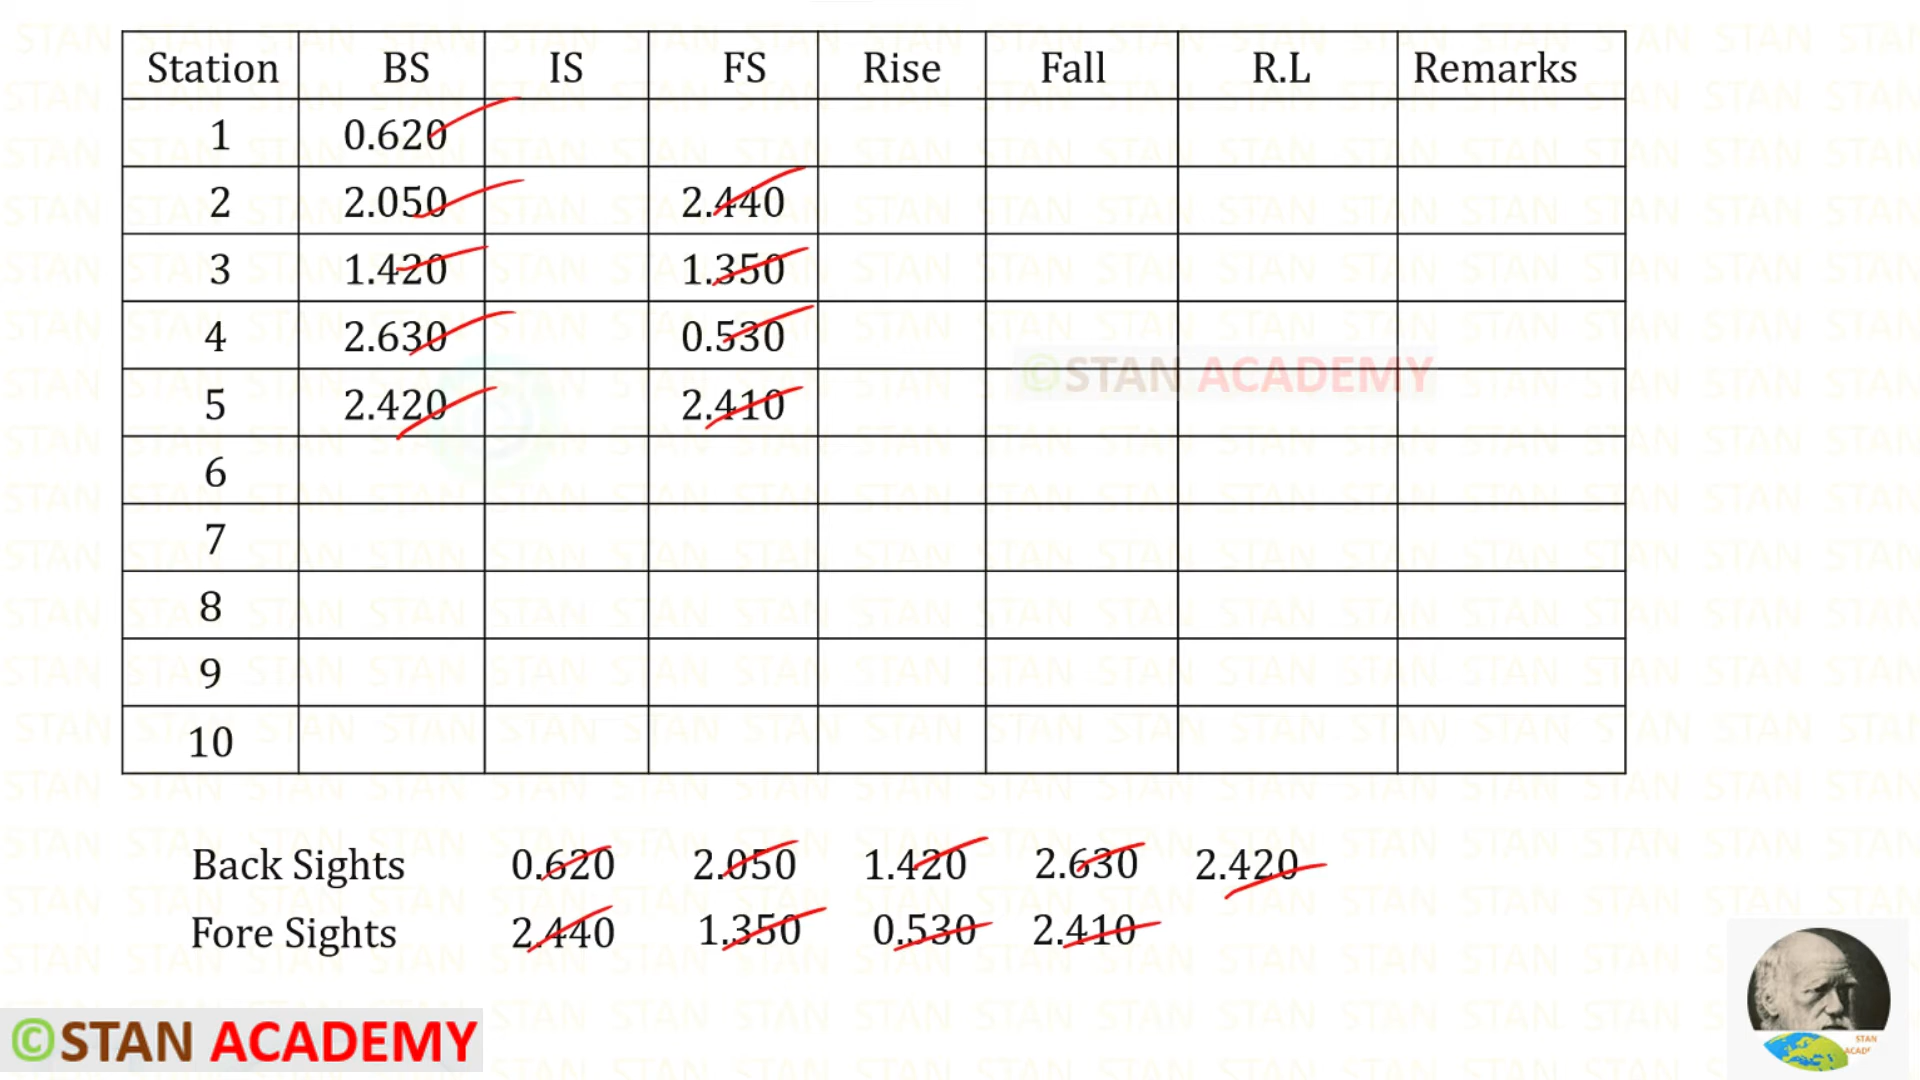 Station BS IS FS Rise Fall R.L Remarks
1 0.620
2 2.050 2.440
3 1.420 1.350
4 2.630 0.530
©STAN ACADEMY
5 2.420 2.410
6
7
8
9
10
Back Sights 0.620 2.050 1.420 2.630 2.420
Fore Sights 2.440 1.350 0.530 2.410
©STAN ACADEMY